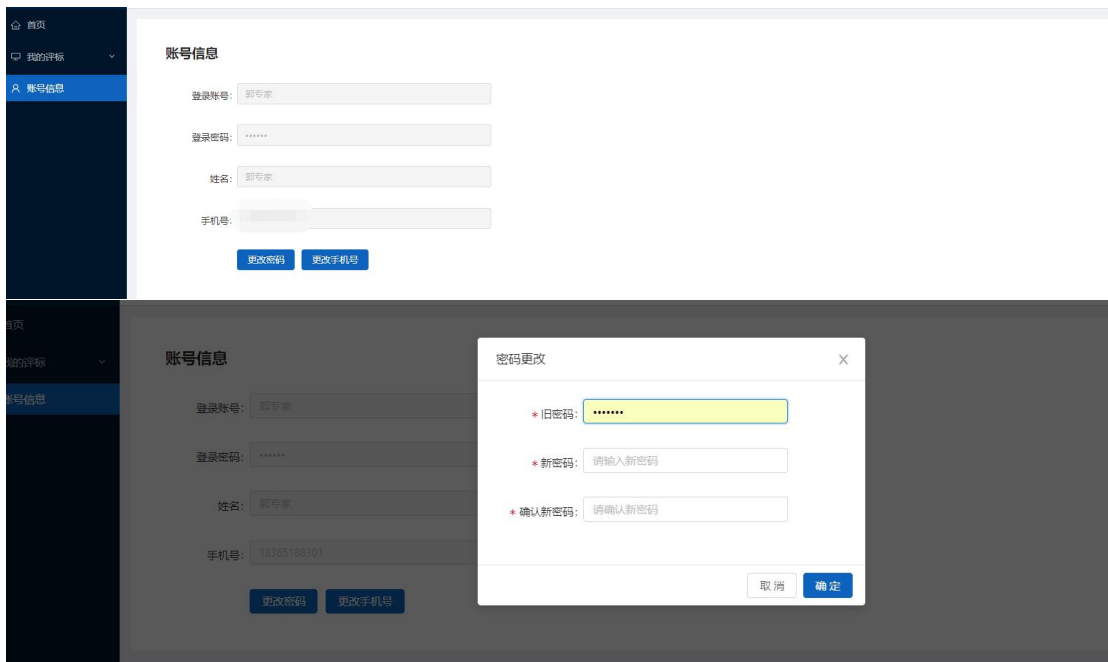 首页
我的评标
账号信息
账号信息
登录账号: 郭专家
登录密码: ••••••
姓名: 郭专家
手机号:
更改密码 更改手机号
首页
我的评标
账号信息
账号信息
登录账号: 郭专家
登录密码: ••••••
姓名: 郭专家
手机号: 18365188301
更改密码 更改手机号
密码更改
* 旧密码: •••••••
* 新密码: 请输入新密码
* 确认新密码: 请确认新密码
取消 确定